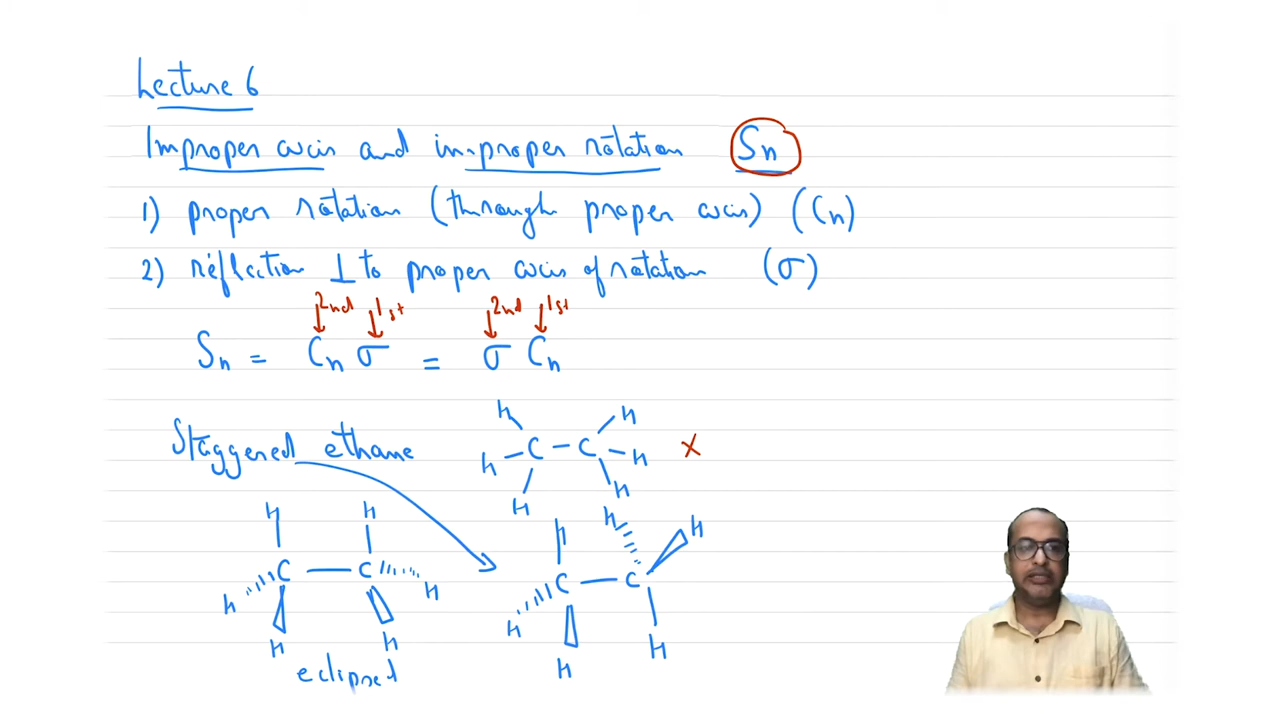 Lecture 6
Improper axis and improper rotation Sn
1) proper rotation (through proper axis) (Cn)
2) reflection ⊥ to proper axis of rotation (σ)
2nd 1st 2nd 1st
Sn = Cn σ = σ Cn
Staggered ethane
H H
H C C H X
H H
H H H H H
C C C C
H H H
H H H H
eclipsed